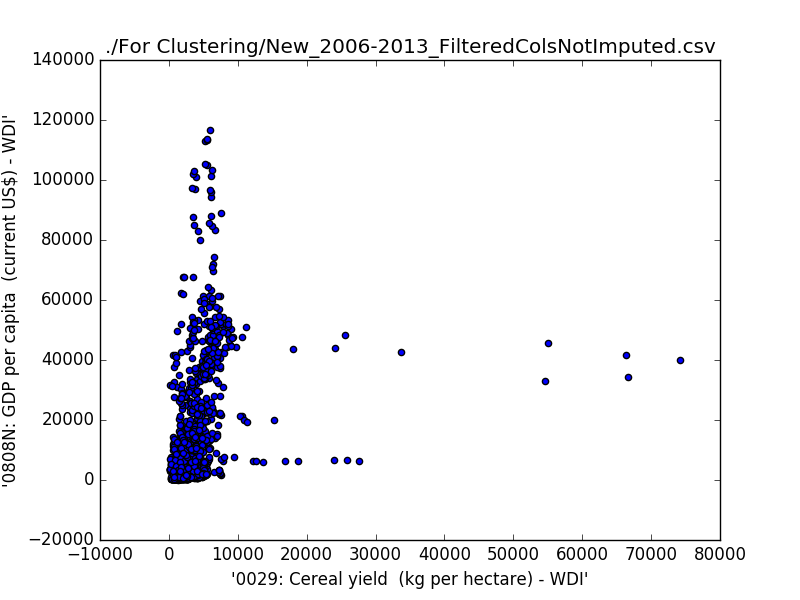 ./For Clustering/New_2006-2013_FilteredColsNotImputed.csv
140000
120000
100000
80000
60000
40000
20000
0
−20000
'0808N: GDP per capita  (current US$) - WDI'
−10000 0 10000 20000 30000 40000 50000 60000 70000 80000
'0029: Cereal yield  (kg per hectare) - WDI'